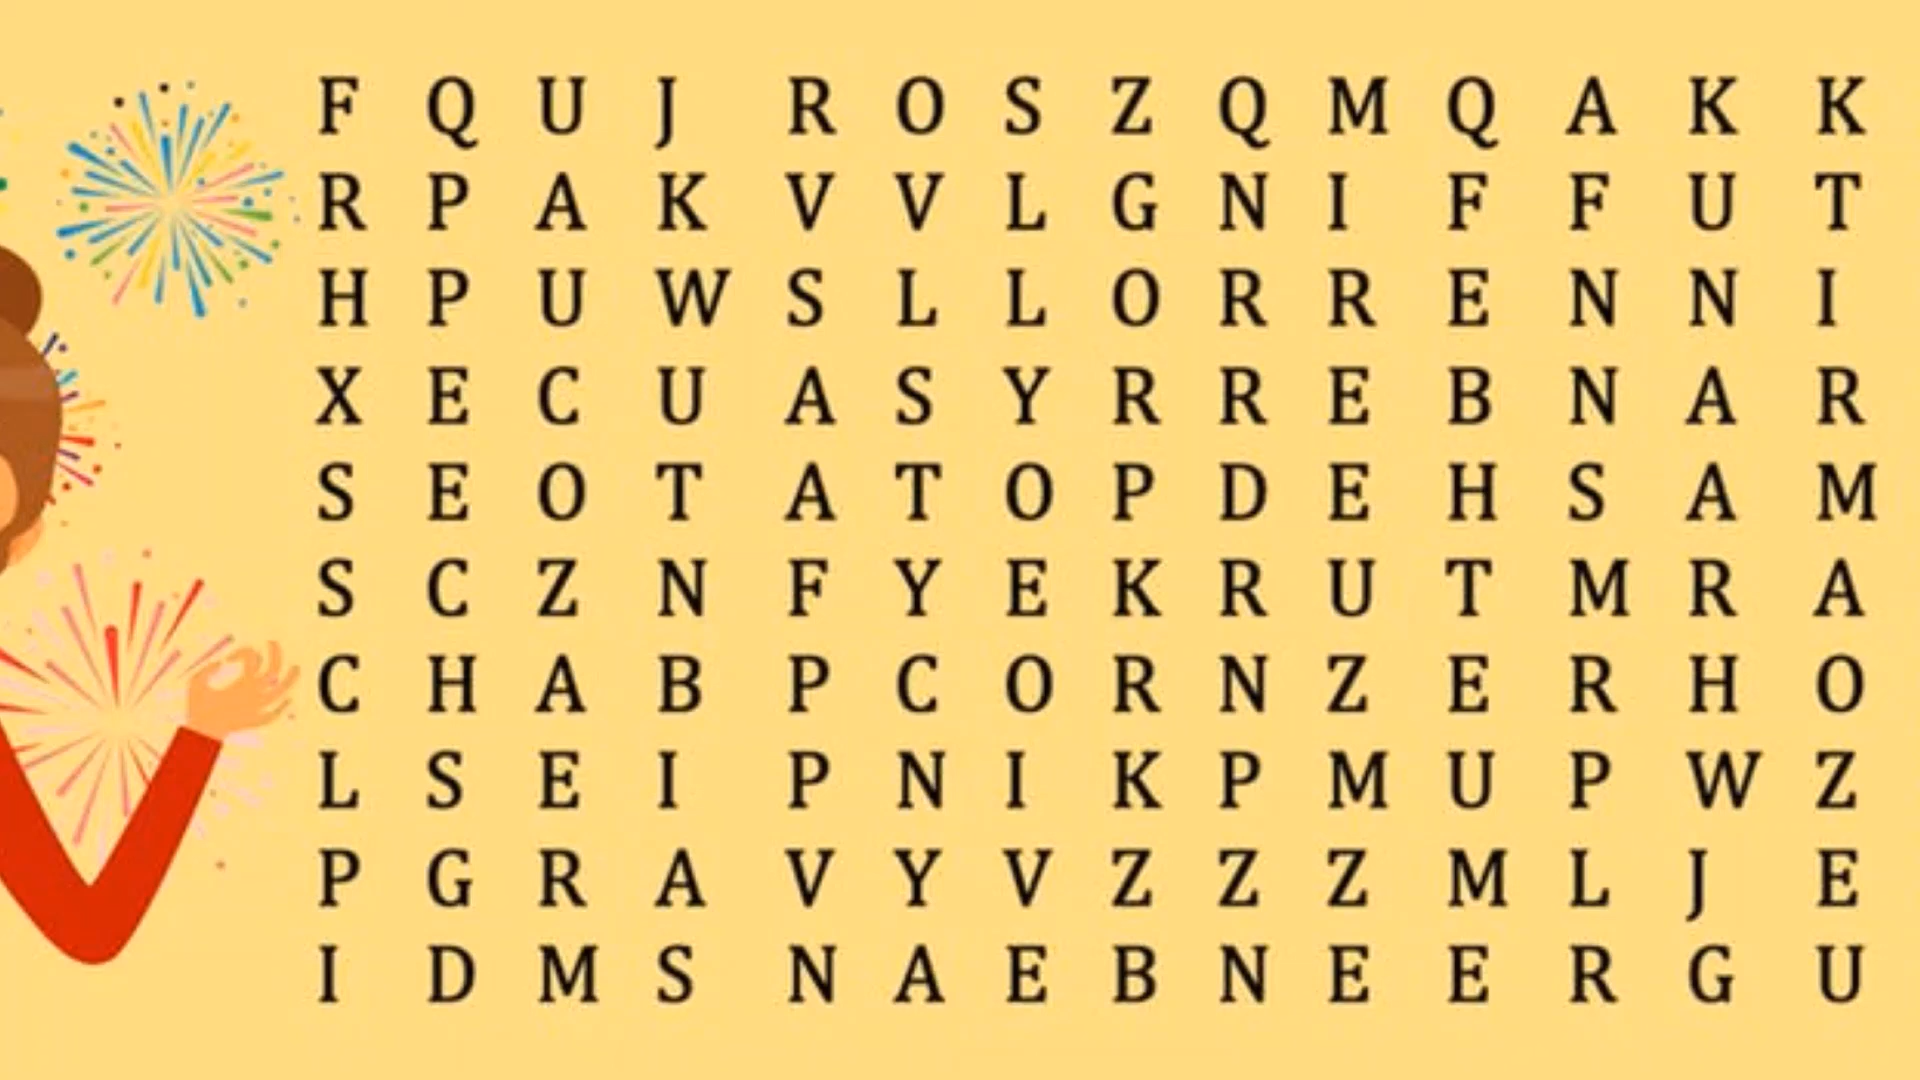 F Q U J R O S Z Q M Q A K K
R P A K V V L G N I F F U T
H P U W S L L O R R E N N I
X E C U A S Y R R E B N A R
S E O T A T O P D E H S A M
S C Z N F Y E K R U T M R A
C H A B P C O R N Z E R H O
L S E I P N I K P M U P W Z
P G R A V Y V Z Z Z M L J E
I D M S N A E B N E E R G U